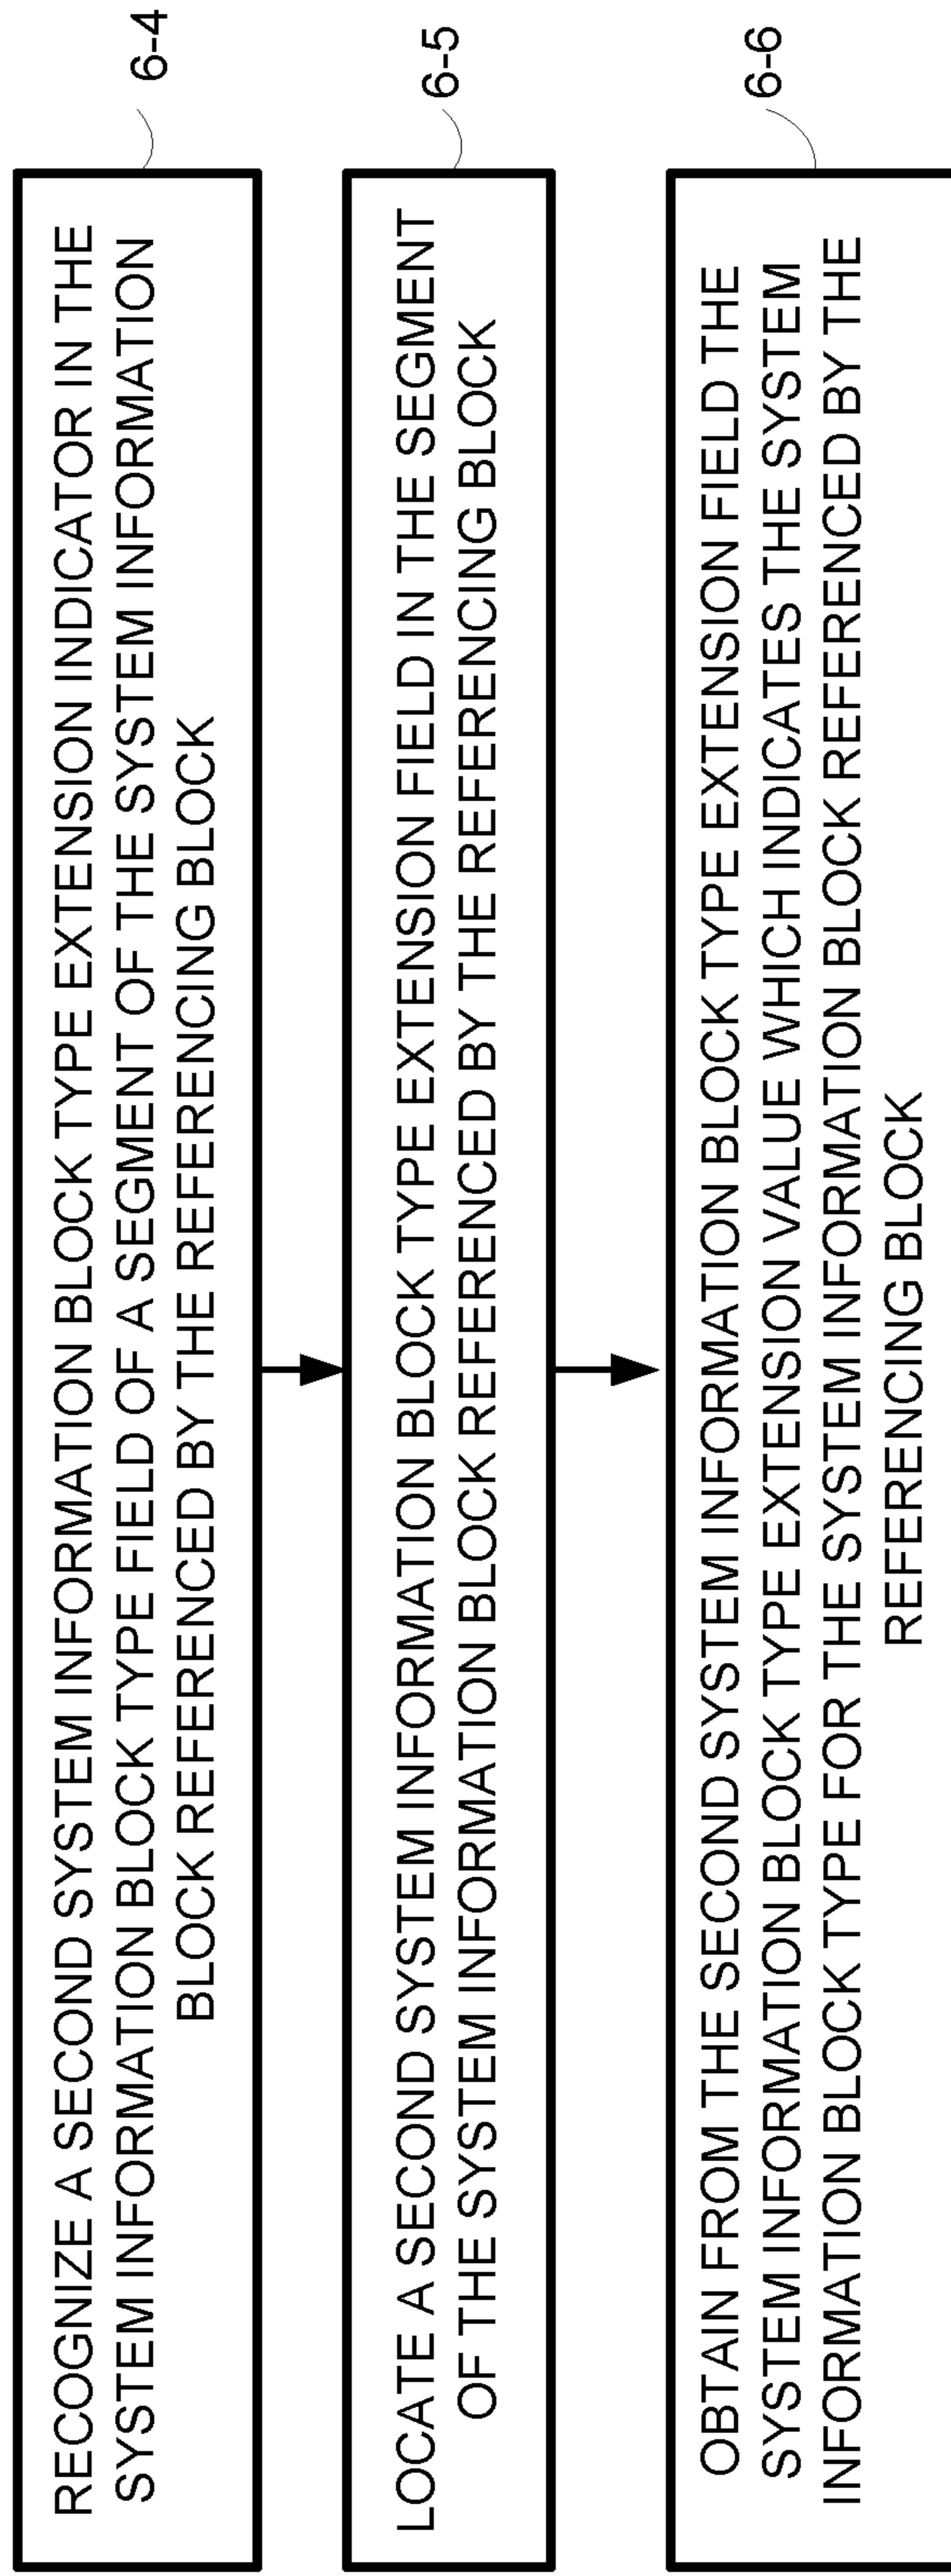 RECOGNIZE A SECOND SYSTEM INFORMATION BLOCK TYPE EXTENSION INDICATOR IN THE
SYSTEM INFORMATION BLOCK TYPE FIELD OF A SEGMENT OF THE SYSTEM INFORMATION
BLOCK REFERENCED BY THE REFERENCING BLOCK
6-4
LOCATE A SECOND SYSTEM INFORMATION BLOCK TYPE EXTENSION FIELD IN THE SEGMENT
OF THE SYSTEM INFORMATION BLOCK REFERENCED BY THE REFERENCING BLOCK
6-5
OBTAIN FROM THE SECOND SYSTEM INFORMATION BLOCK TYPE EXTENSION FIELD THE
SYSTEM INFORMATION BLOCK TYPE EXTENSION VALUE WHICH INDICATES THE SYSTEM
INFORMATION BLOCK TYPE FOR THE SYSTEM INFORMATION BLOCK REFERENCED BY THE
REFERENCING BLOCK
6-6